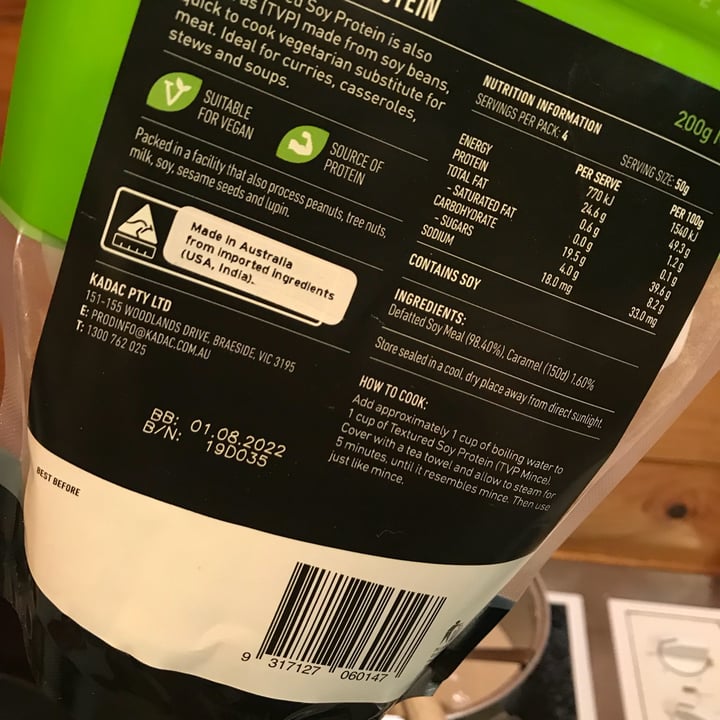 TEIN
ed Soy Protein is also
as (TVP) made from soy beans,
quick to cook vegetarian substitute for
meat. Ideal for curries, casseroles,
stews and soups.
SUITABLE
FOR VEGAN
SOURCE OF
PROTEIN
Packed in a facility that also process peanuts, tree nuts,
milk, soy, sesame seeds and lupin.
Made in Australia
from imported ingredients
(USA, India).
KADAC PTY LTD
151-155 WOODLANDS DRIVE, BRAESIDE, VIC 3195
E: PRODINFO@KADAC.COM.AU
T: 1300 762 025
BB: 01.08.2022
B/N: 19D035
BEST BEFORE
200g
NUTRITION INFORMATION
SERVINGS PER PACK: 4 SERVING SIZE: 50g
PER SERVE PER 100g
ENERGY 770 kJ 1540 kJ
PROTEIN 24.6 g 49.3 g
TOTAL FAT 0.6 g 1.2 g
- SATURATED FAT 0.0 g 0.1 g
CARBOHYDRATE 19.5 g 39.6 g
- SUGARS 4.0 g 8.2 g
SODIUM 18.0 mg 33.0 mg
CONTAINS SOY
INGREDIENTS:
Defatted Soy Meal (98.40%), Caramel (150d) 1.60%
Store sealed in a cool, dry place away from direct sunlight.
HOW TO COOK:
Add approximately 1 cup of boiling water to
1 cup of Textured Soy Protein (TVP Mince).
Cover with a tea towel and allow to steam for
5 minutes, until it resembles mince. Then use
just like mince.
9 317127 060147